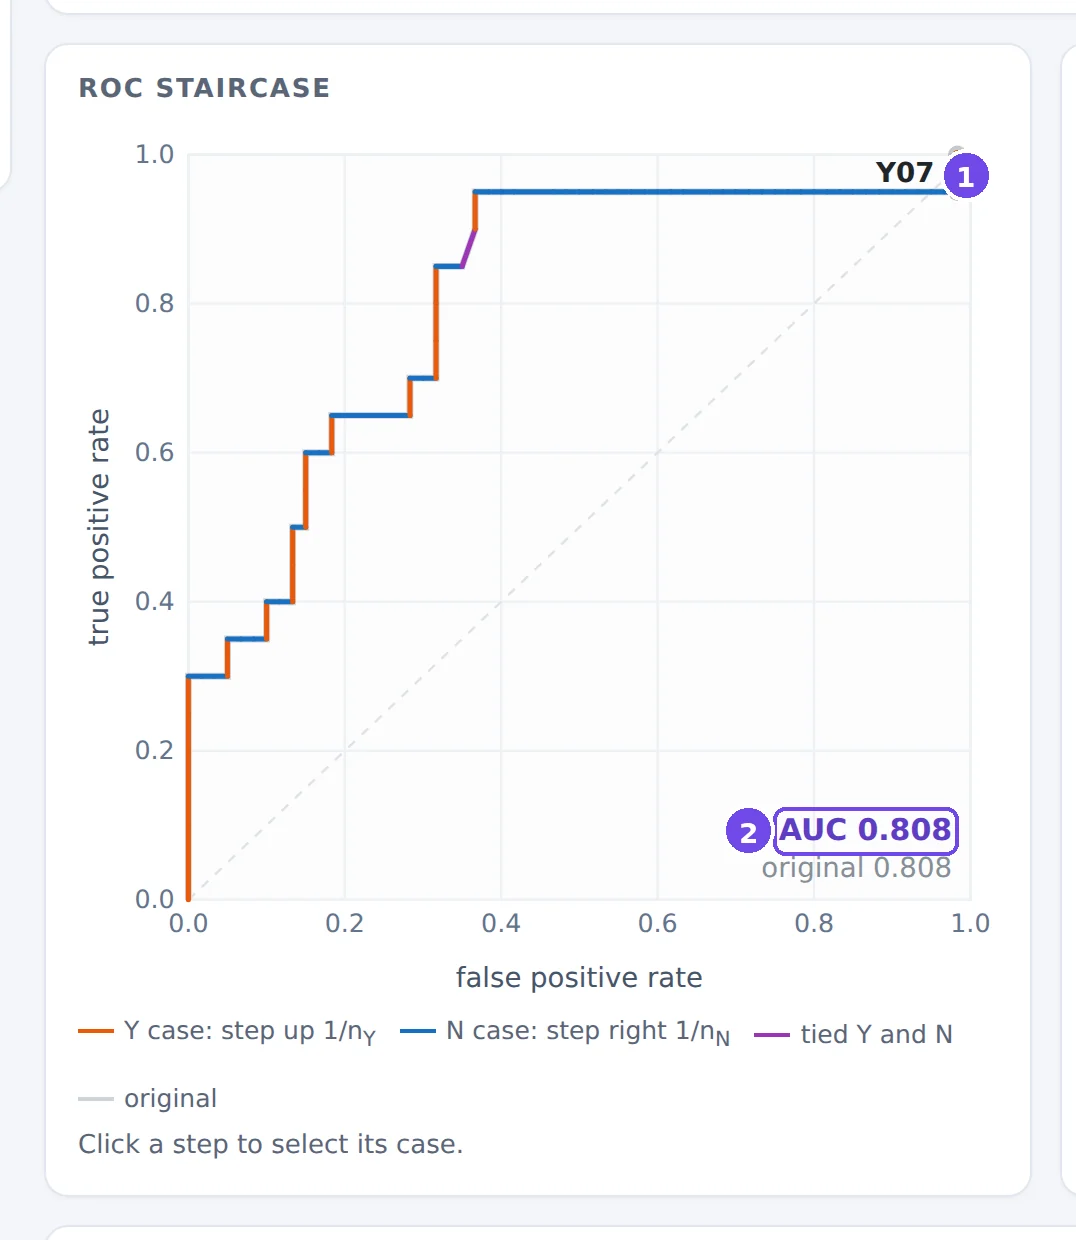 ROC STAIRCASE
1.0
Y07
1
0.8
0.6
0.4
0.2
0.0
true positive rate
2
AUC 0.808
original 0.808
0.0 0.2 0.4 0.6 0.8 1.0
false positive rate
Y case: step up 1/nY N case: step right 1/nN tied Y and N
original
Click a step to select its case.